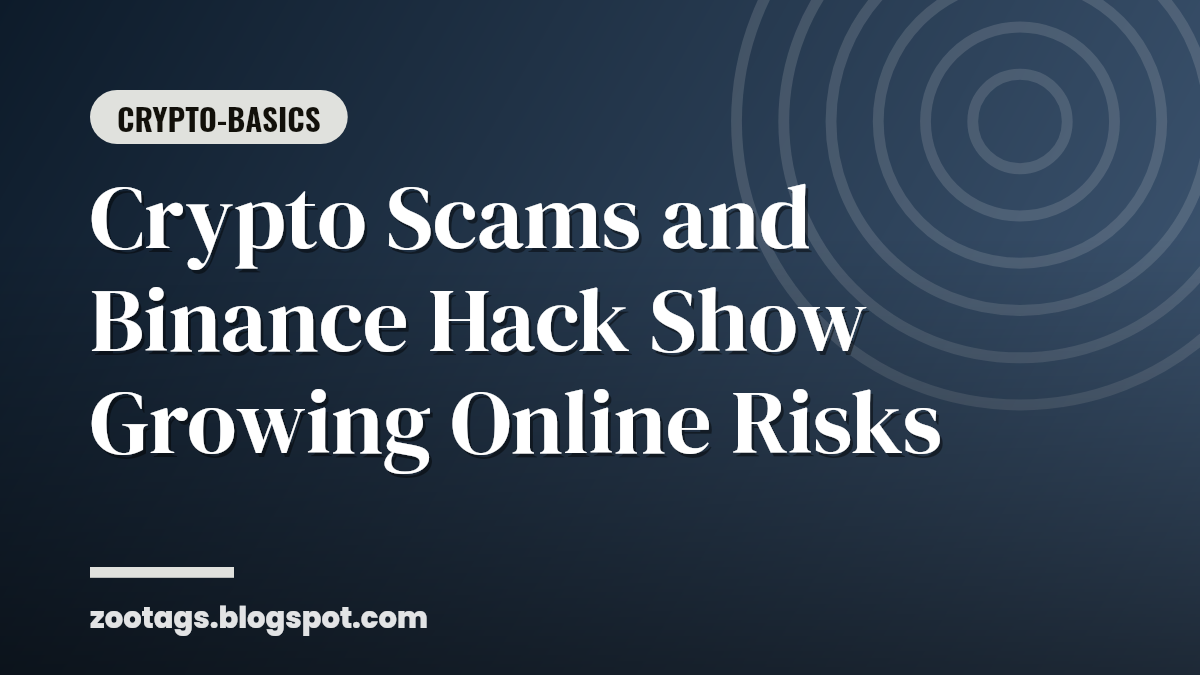 CRYPTO-BASICS
Crypto Scams and
Binance Hack Show
Growing Online Risks
zootags.blogspot.com